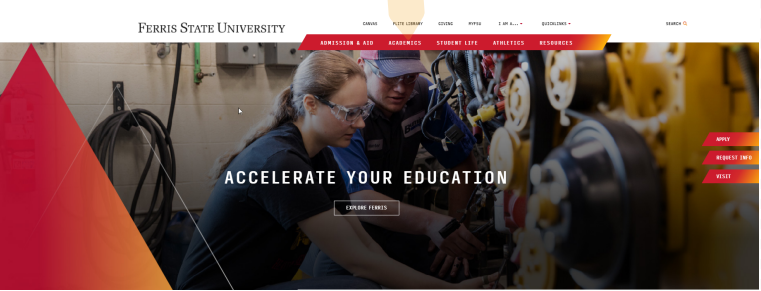 FERRIS STATE UNIVERSITY
CANVAS FLITE LIBRARY GIVING MYFSU I AM A... QUICKLINKS SEARCH
ADMISSION & AID ACADEMICS STUDENT LIFE ATHLETICS RESOURCES
APPLY
REQUEST INFO
VISIT
ACCELERATE YOUR EDUCATION
EXPLORE FERRIS